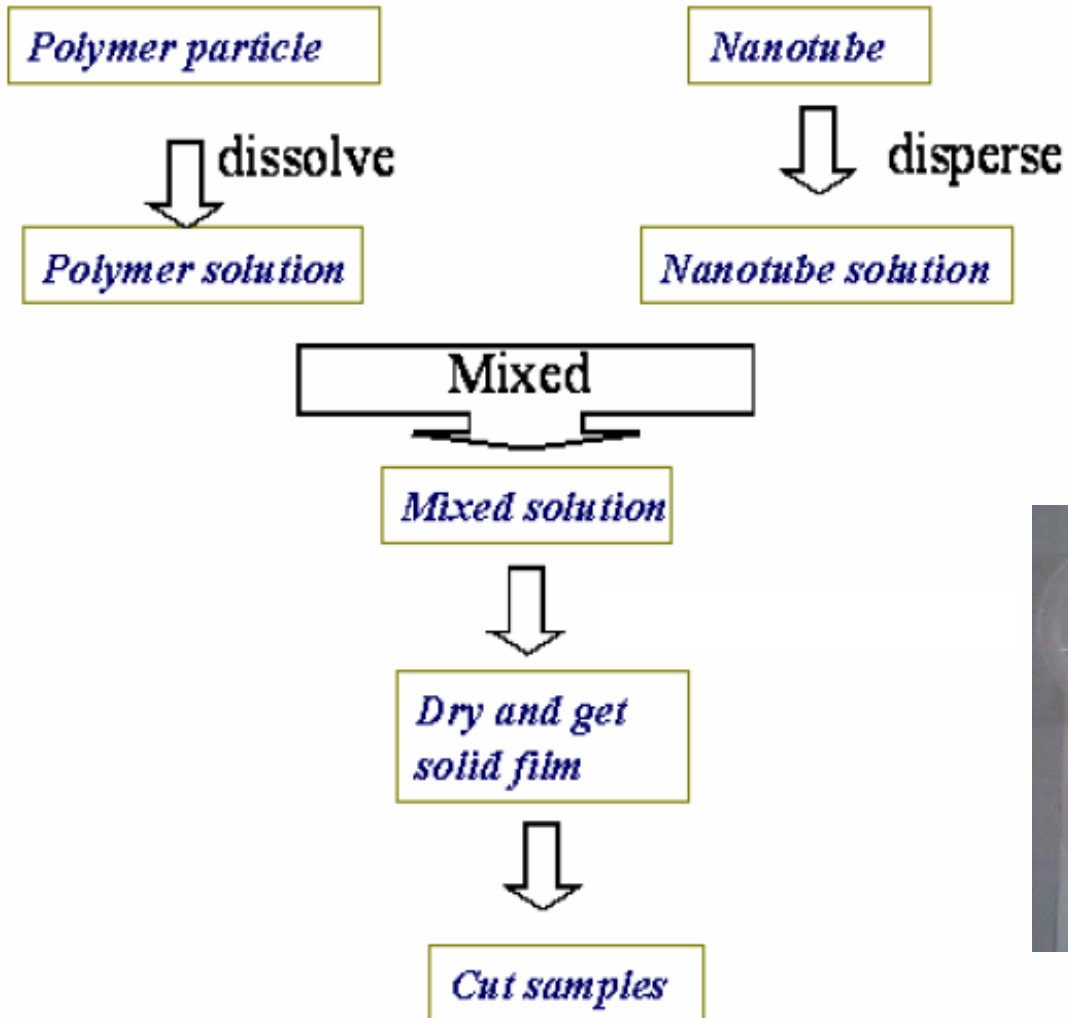 Polymer particle
Nanotube
dissolve
disperse
Polymer solution
Nanotube solution
Mixed
Mixed solution
Dry and get
solid film
Cut samples